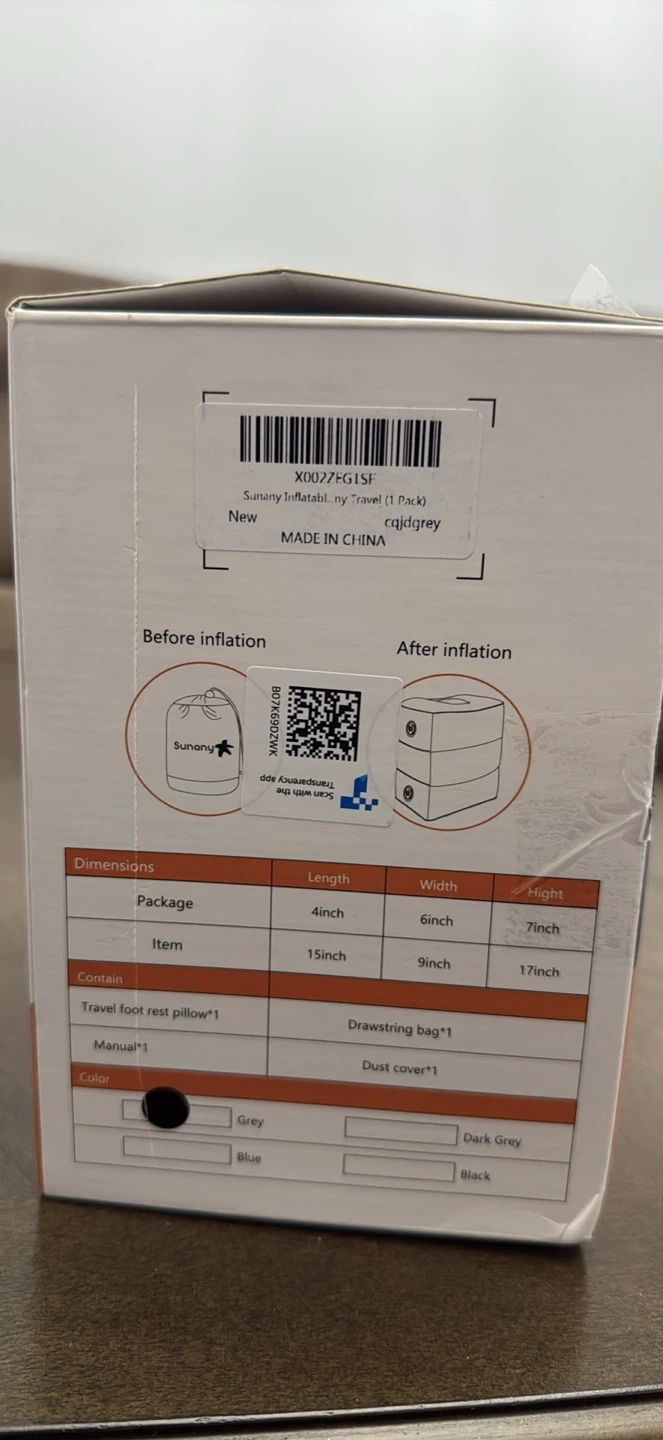 X002ZEG1SF
Sunany Inflatabl...ny Travel (1 Pack)
New cqjdgrey
MADE IN CHINA
Before inflation After inflation
Sunany
B07K69DZWK
Scan with the
Transparency app
Dimensions Length Width Hight
Package 4inch 6inch 7inch
Item 15inch 9inch 17inch
Contain
Travel foot rest pillow*1 Drawstring bag*1
Manual*1 Dust cover*1
Color
Grey Dark Grey
Blue Black